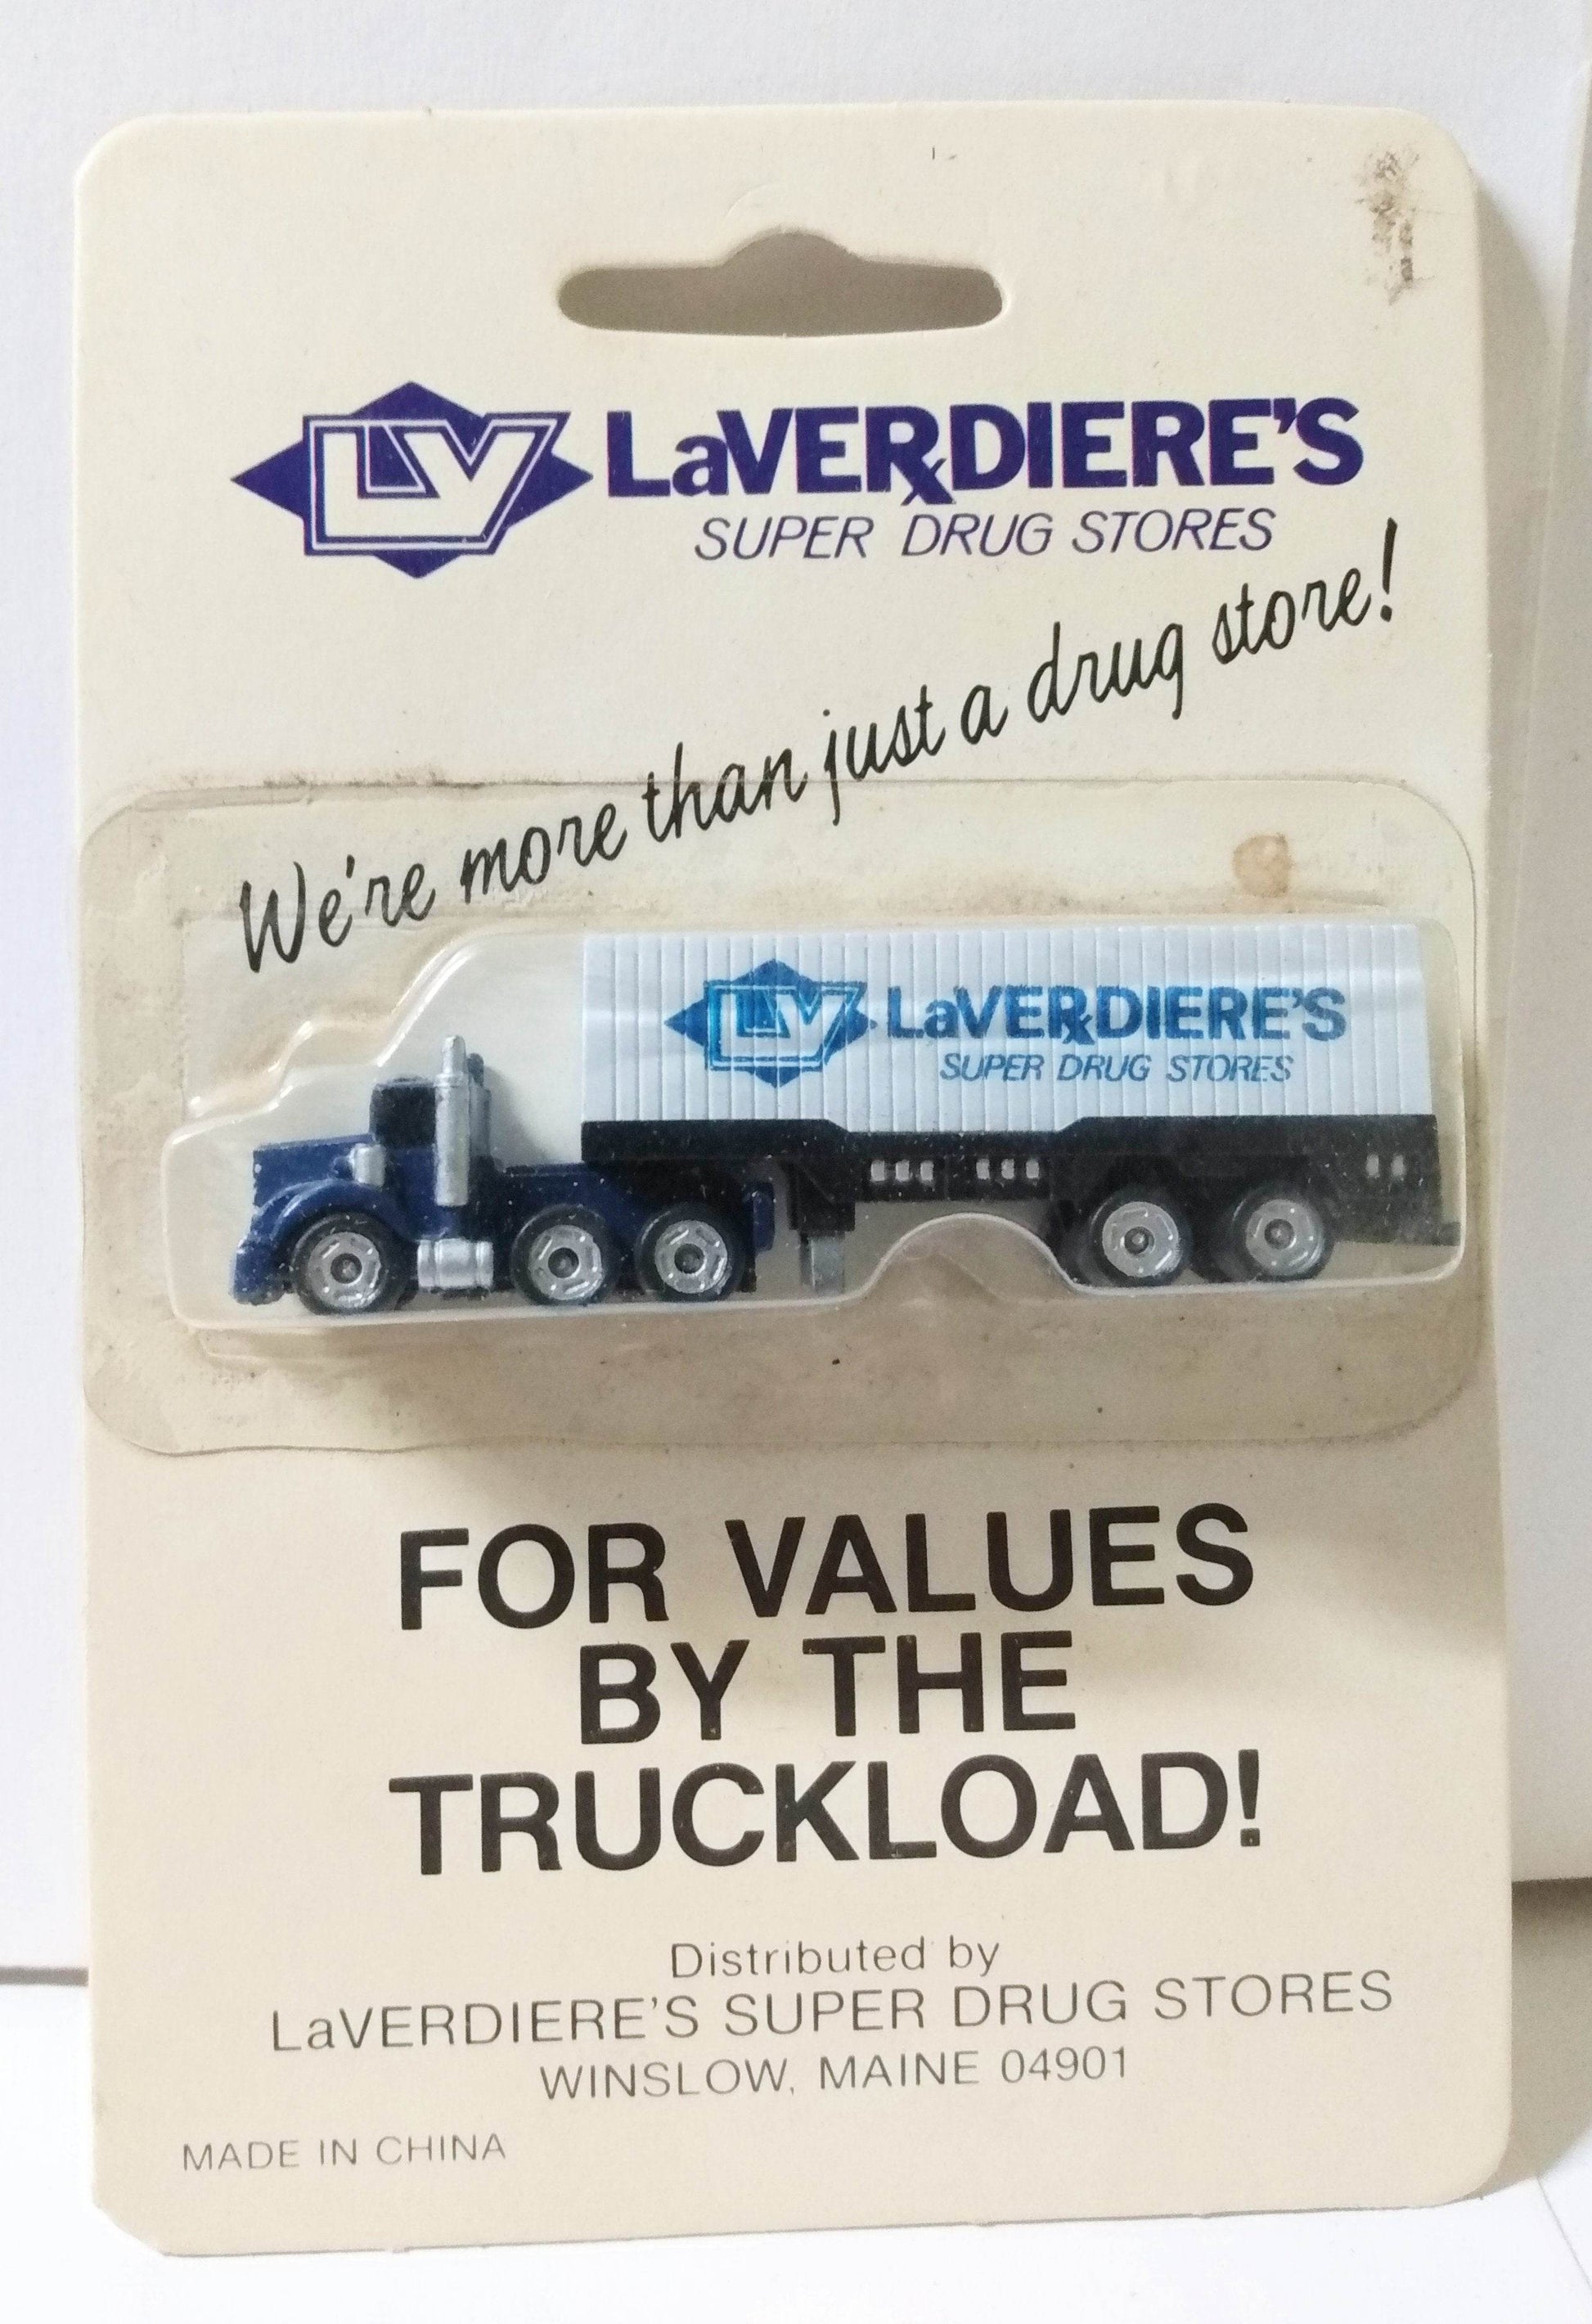 LV LaVERDIERE'S
SUPER DRUG STORES
We're more than just a drug store!
LV LaVERDIERE'S
SUPER DRUG STORES
FOR VALUES
BY THE
TRUCKLOAD!
Distributed by
LaVERDIERE'S SUPER DRUG STORES
WINSLOW, MAINE 04901
MADE IN CHINA